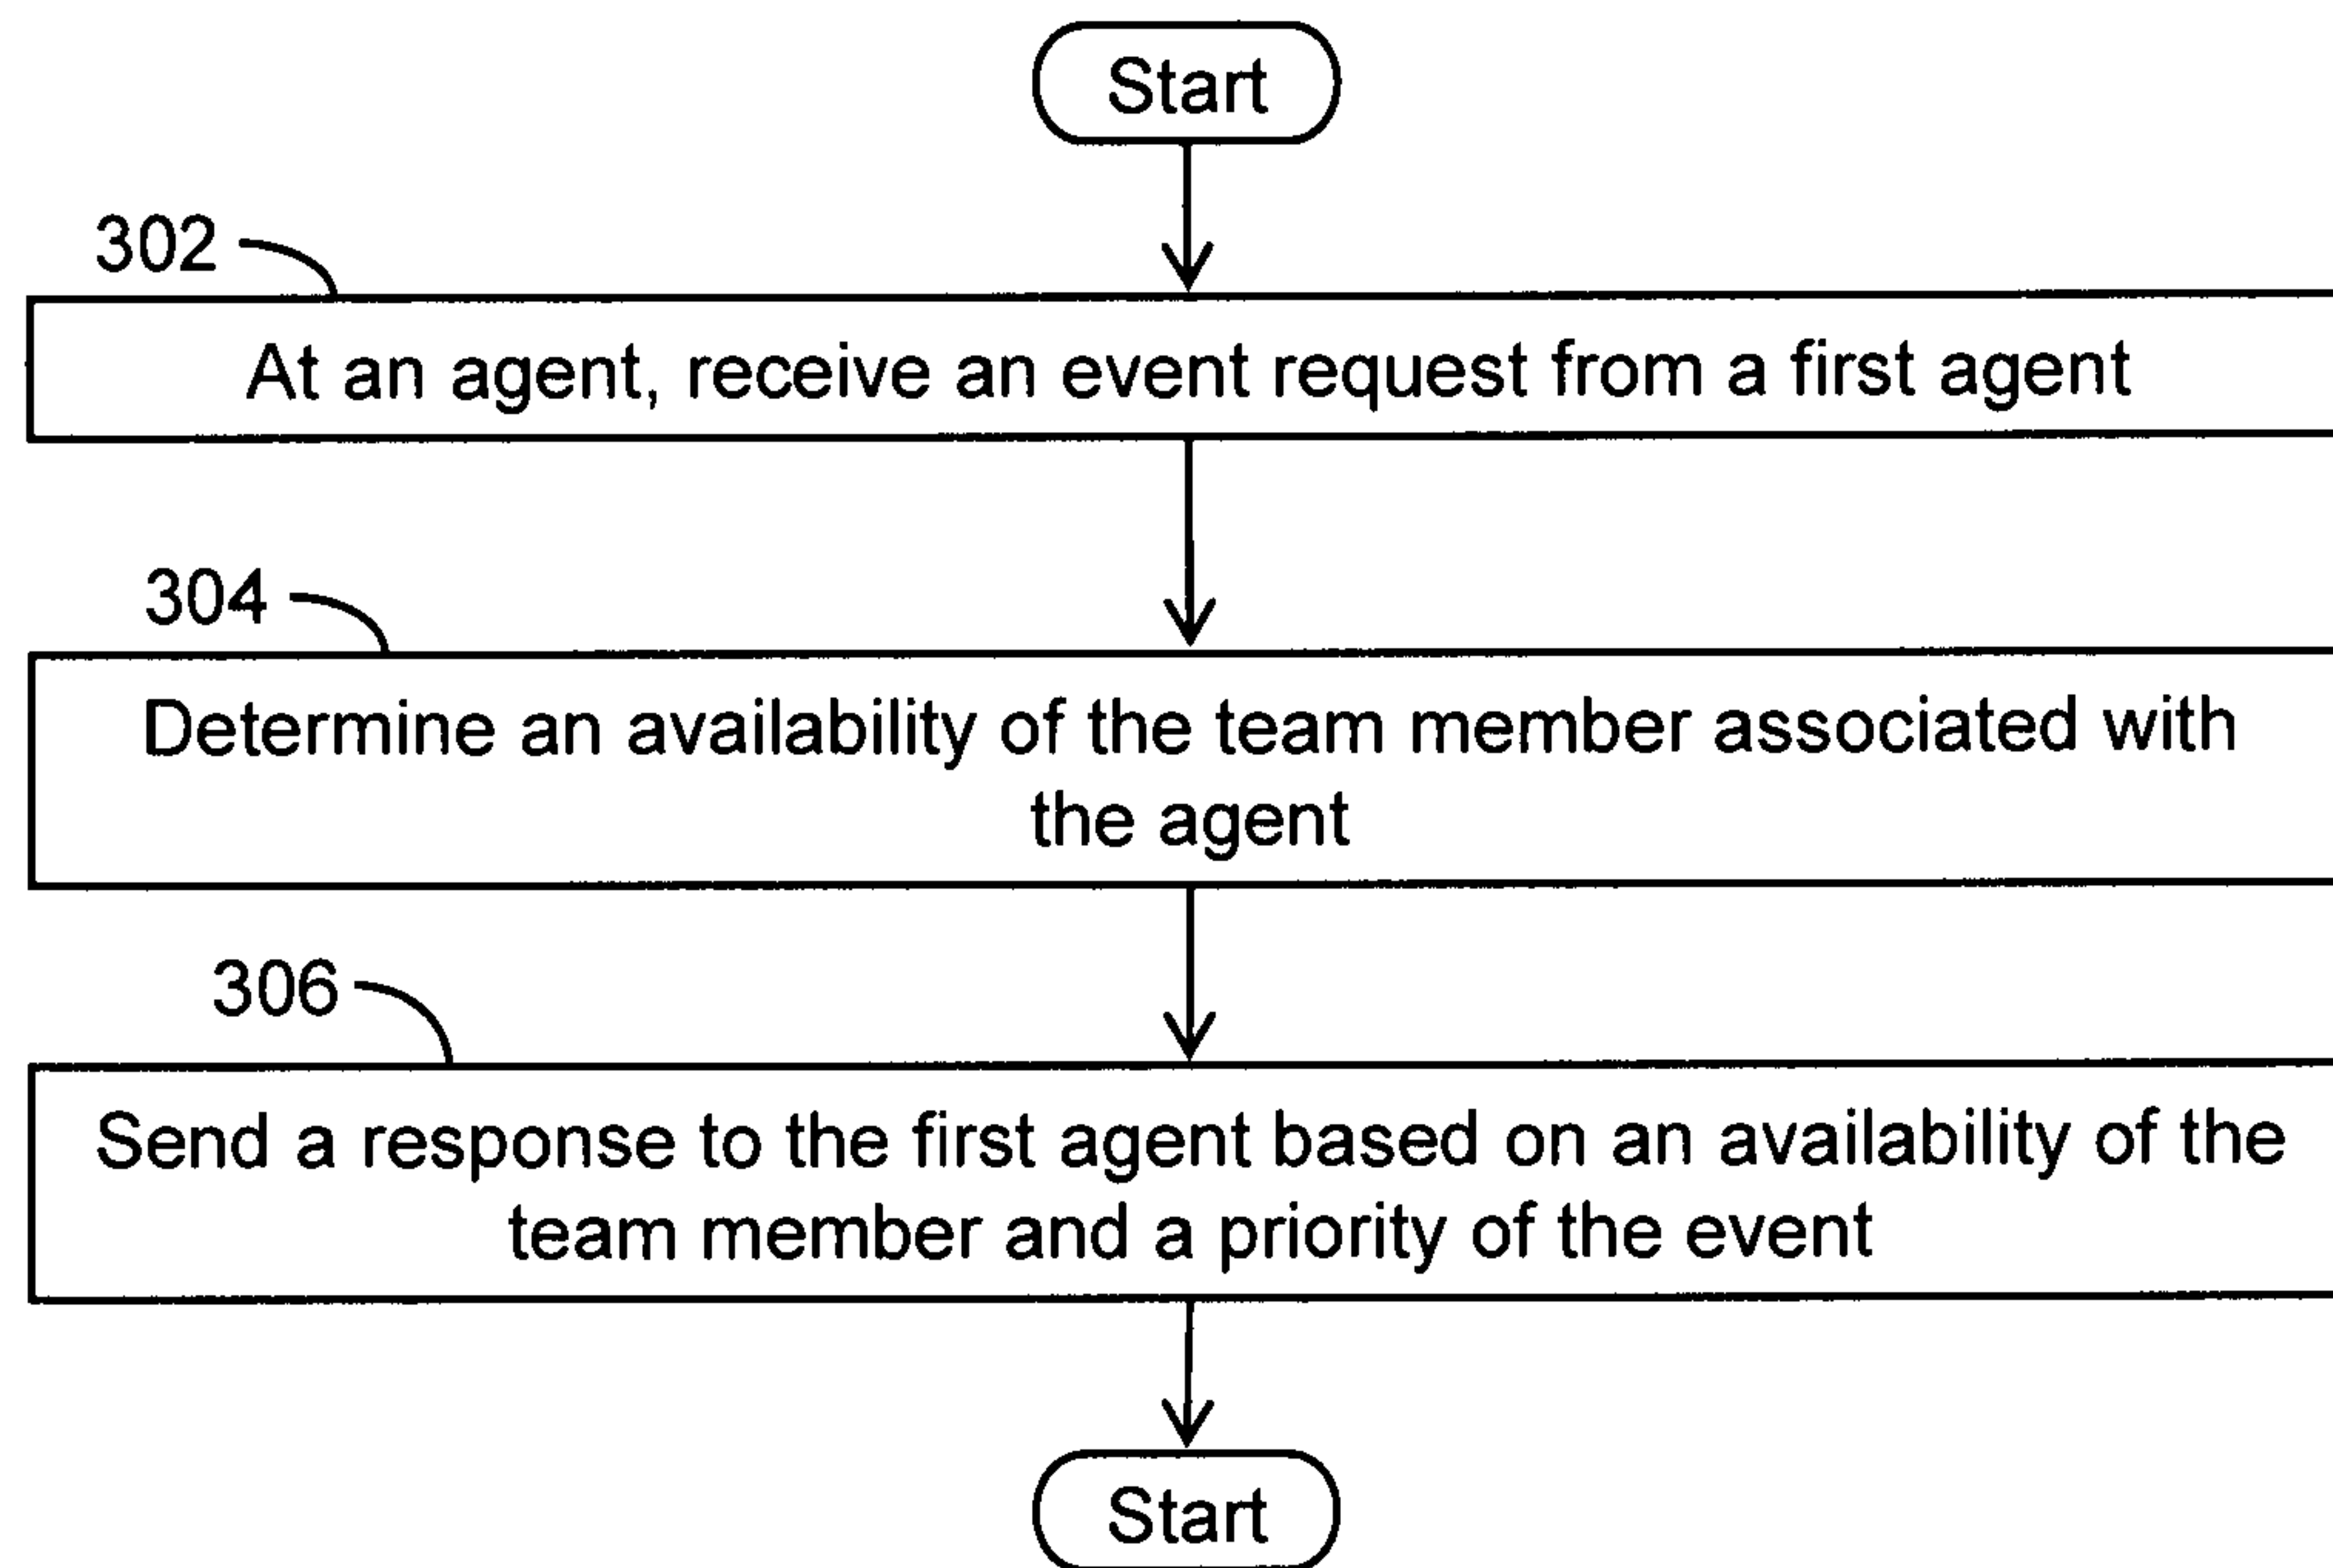 Start
302
At an agent, receive an event request from a first agent
304
Determine an availability of the team member associated with
the agent
306
Send a response to the first agent based on an availability of the
team member and a priority of the event
Start